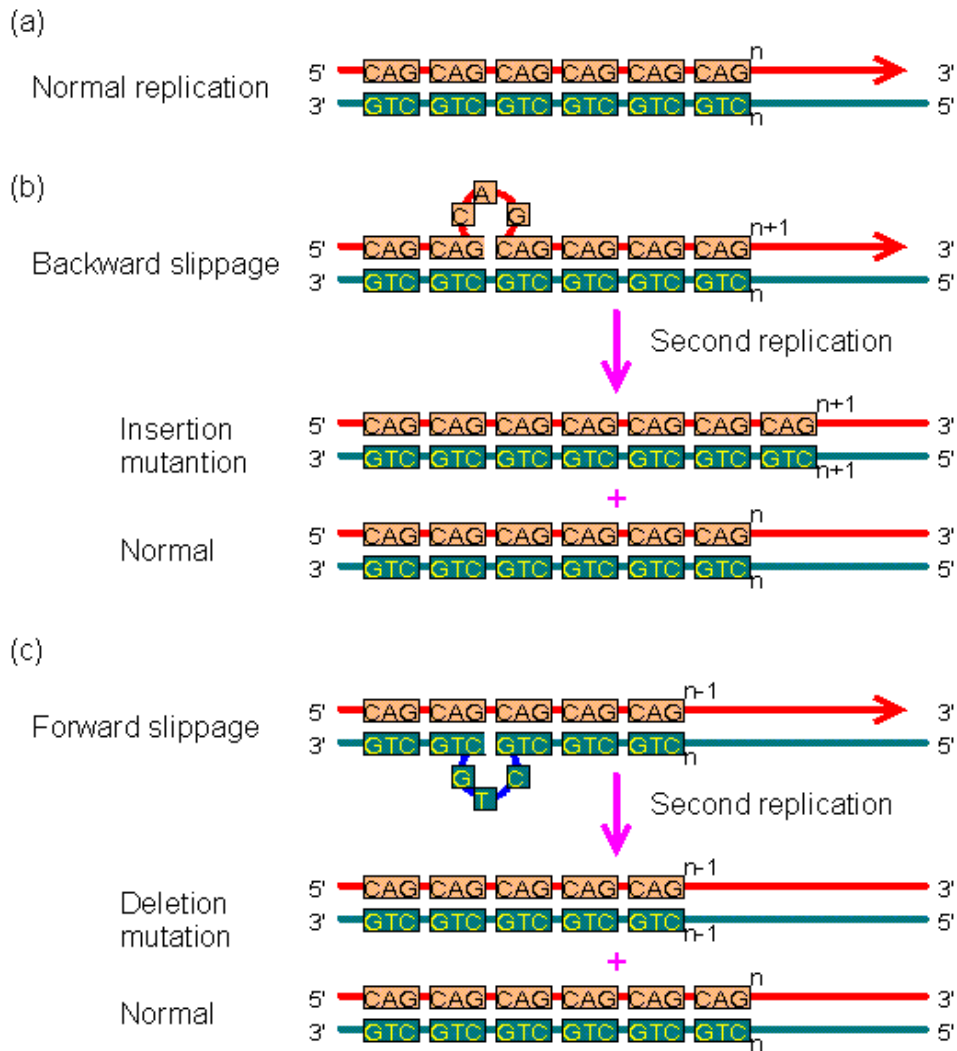 (a)
n
Normal replication 5' CAG CAG CAG CAG CAG CAG 3'
3' GTC GTC GTC GTC GTC GTC 5'
n
(b)
C A G
n+1
5' CAG CAG CAG CAG CAG CAG 3'
Backward slippage
3' GTC GTC GTC GTC GTC GTC 5'
n
Second replication
n+1
Insertion 5' CAG CAG CAG CAG CAG CAG CAG 3'
mutantion 3' GTC GTC GTC GTC GTC GTC GTC 5'
n+1
+
n
Normal 5' CAG CAG CAG CAG CAG CAG 3'
3' GTC GTC GTC GTC GTC GTC 5'
n
(c)
n-1
5' CAG CAG CAG CAG CAG 3'
Forward slippage
3' GTC GTC GTC GTC GTC 5'
n
G T C
Second replication
n-1
Deletion 5' CAG CAG CAG CAG CAG 3'
mutation 3' GTC GTC GTC GTC GTC 5'
n-1
+
n
Normal 5' CAG CAG CAG CAG CAG CAG 3'
3' GTC GTC GTC GTC GTC GTC 5'
n